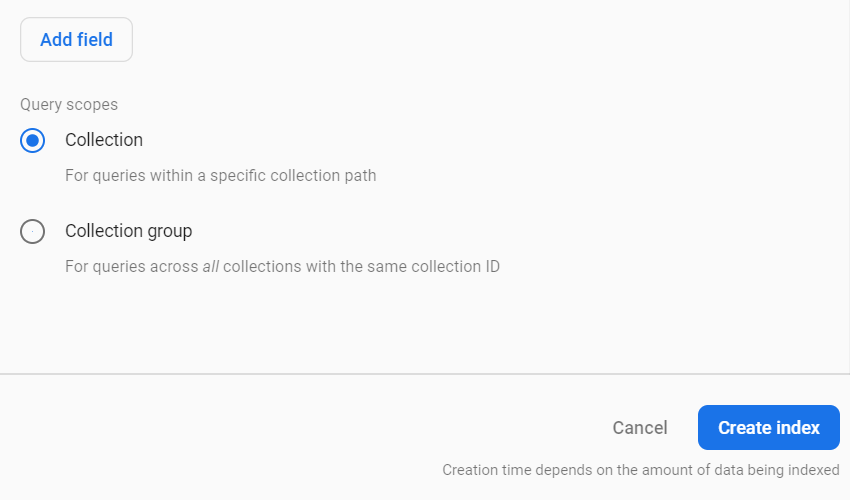 Add field
Query scopes
Collection
For queries within a specific collection path
Collection group
For queries across all collections with the same collection ID
Cancel
Create index
Creation time depends on the amount of data being indexed